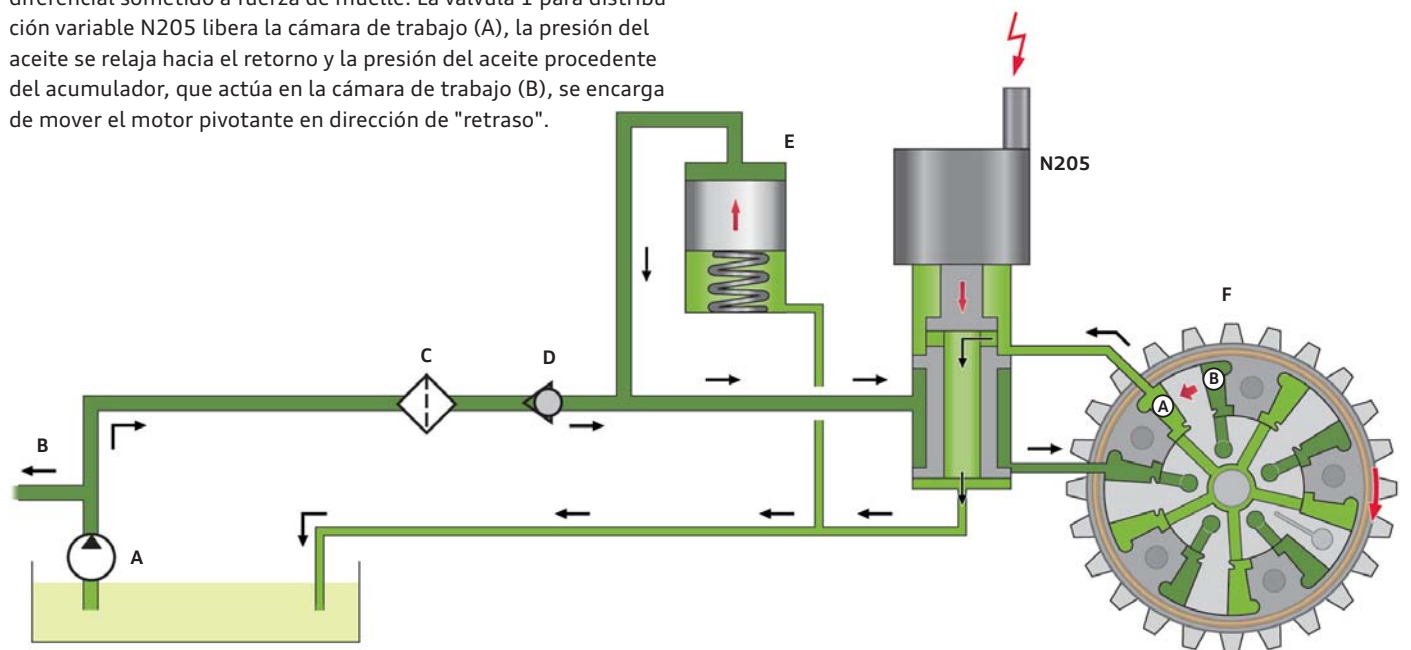 diferencial sometido a fuerza de muelle. La válvula 1 para distribu
ción variable N205 libera la cámara de trabajo (A), la presión del
aceite se relaja hacia el retorno y la presión del aceite procedente
del acumulador, que actúa en la cámara de trabajo (B), se encarga
de mover el motor pivotante en dirección de "retraso".
E
N205
F
C
D
B
A
B
A